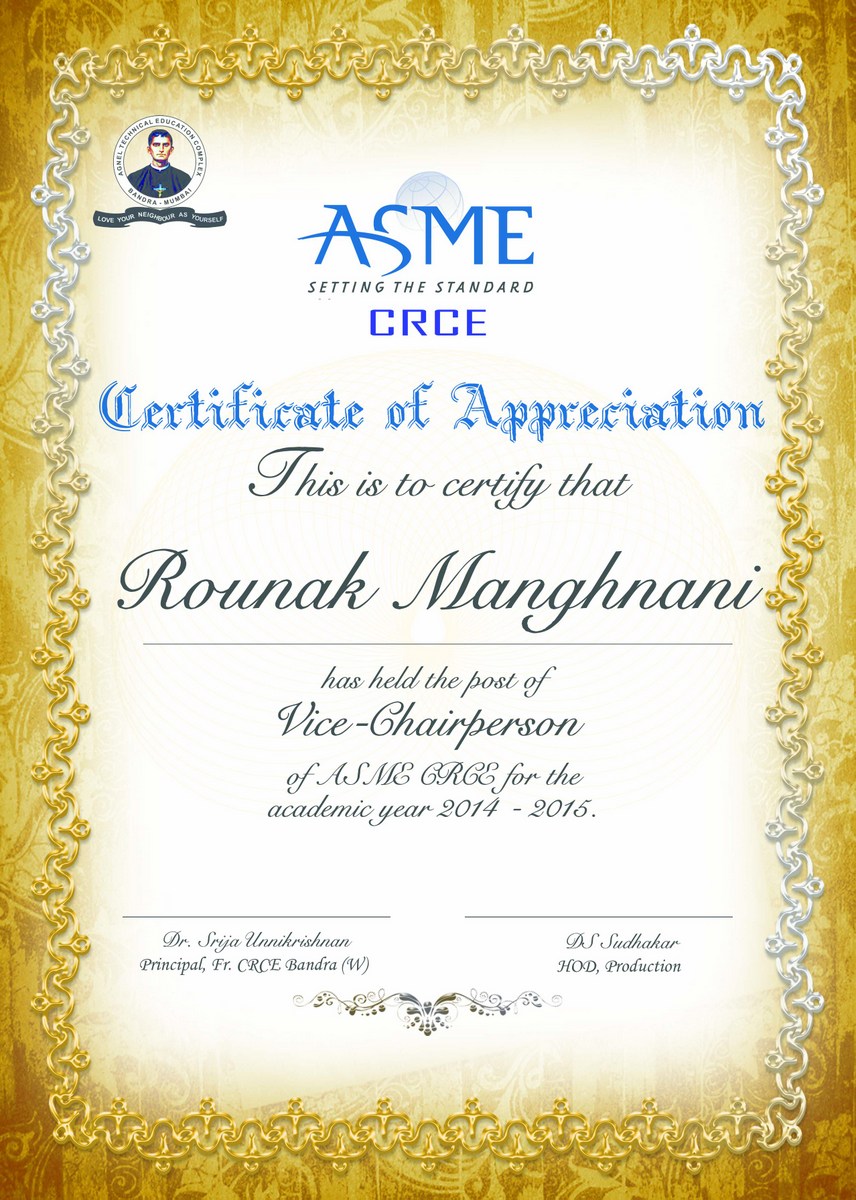 AGNEL TECHNICAL EDUCATION COMPLEX
BANDRA - MUMBAI
LOVE YOUR NEIGHBOUR AS YOURSELF
ASME
SETTING THE STANDARD
CRCE
Certificate of Appreciation
This is to certify that
Rounak Manghnani
has held the post of
Vice-Chairperson
of ASME CRCE for the
academic year 2014 - 2015.
Dr. Srija Unnikrishnan
Principal, Fr. CRCE Bandra (W)
DS Sudhakar
HOD, Production